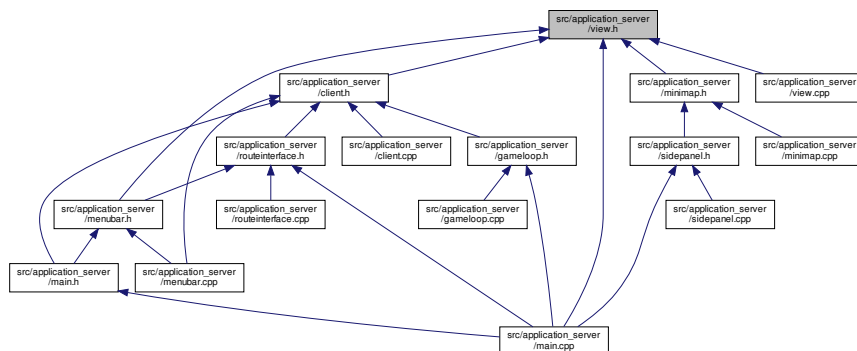 src/application_server
/view.h
src/application_server
/client.h
src/application_server
/minimap.h
src/application_server
/view.cpp
src/application_server
/routeinterface.h
src/application_server
/client.cpp
src/application_server
/gameloop.h
src/application_server
/sidepanel.h
src/application_server
/minimap.cpp
src/application_server
/menubar.h
src/application_server
/routeinterface.cpp
src/application_server
/gameloop.cpp
src/application_server
/sidepanel.cpp
src/application_server
/main.h
src/application_server
/menubar.cpp
src/application_server
/main.cpp